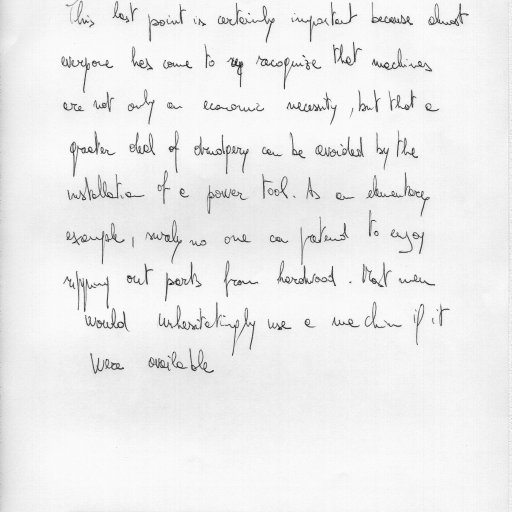 This last point is certainly important because almost
everyone has come to recognize that machines
are not only an economic necessity, but that a
greater deal of drudgery can be avoided by the
installation of a power tool. As an elementary
example, surely no one can pretend to enjoy
ripping out parts from hardwood. Most men
would unhesitatingly use a machine if it
were available